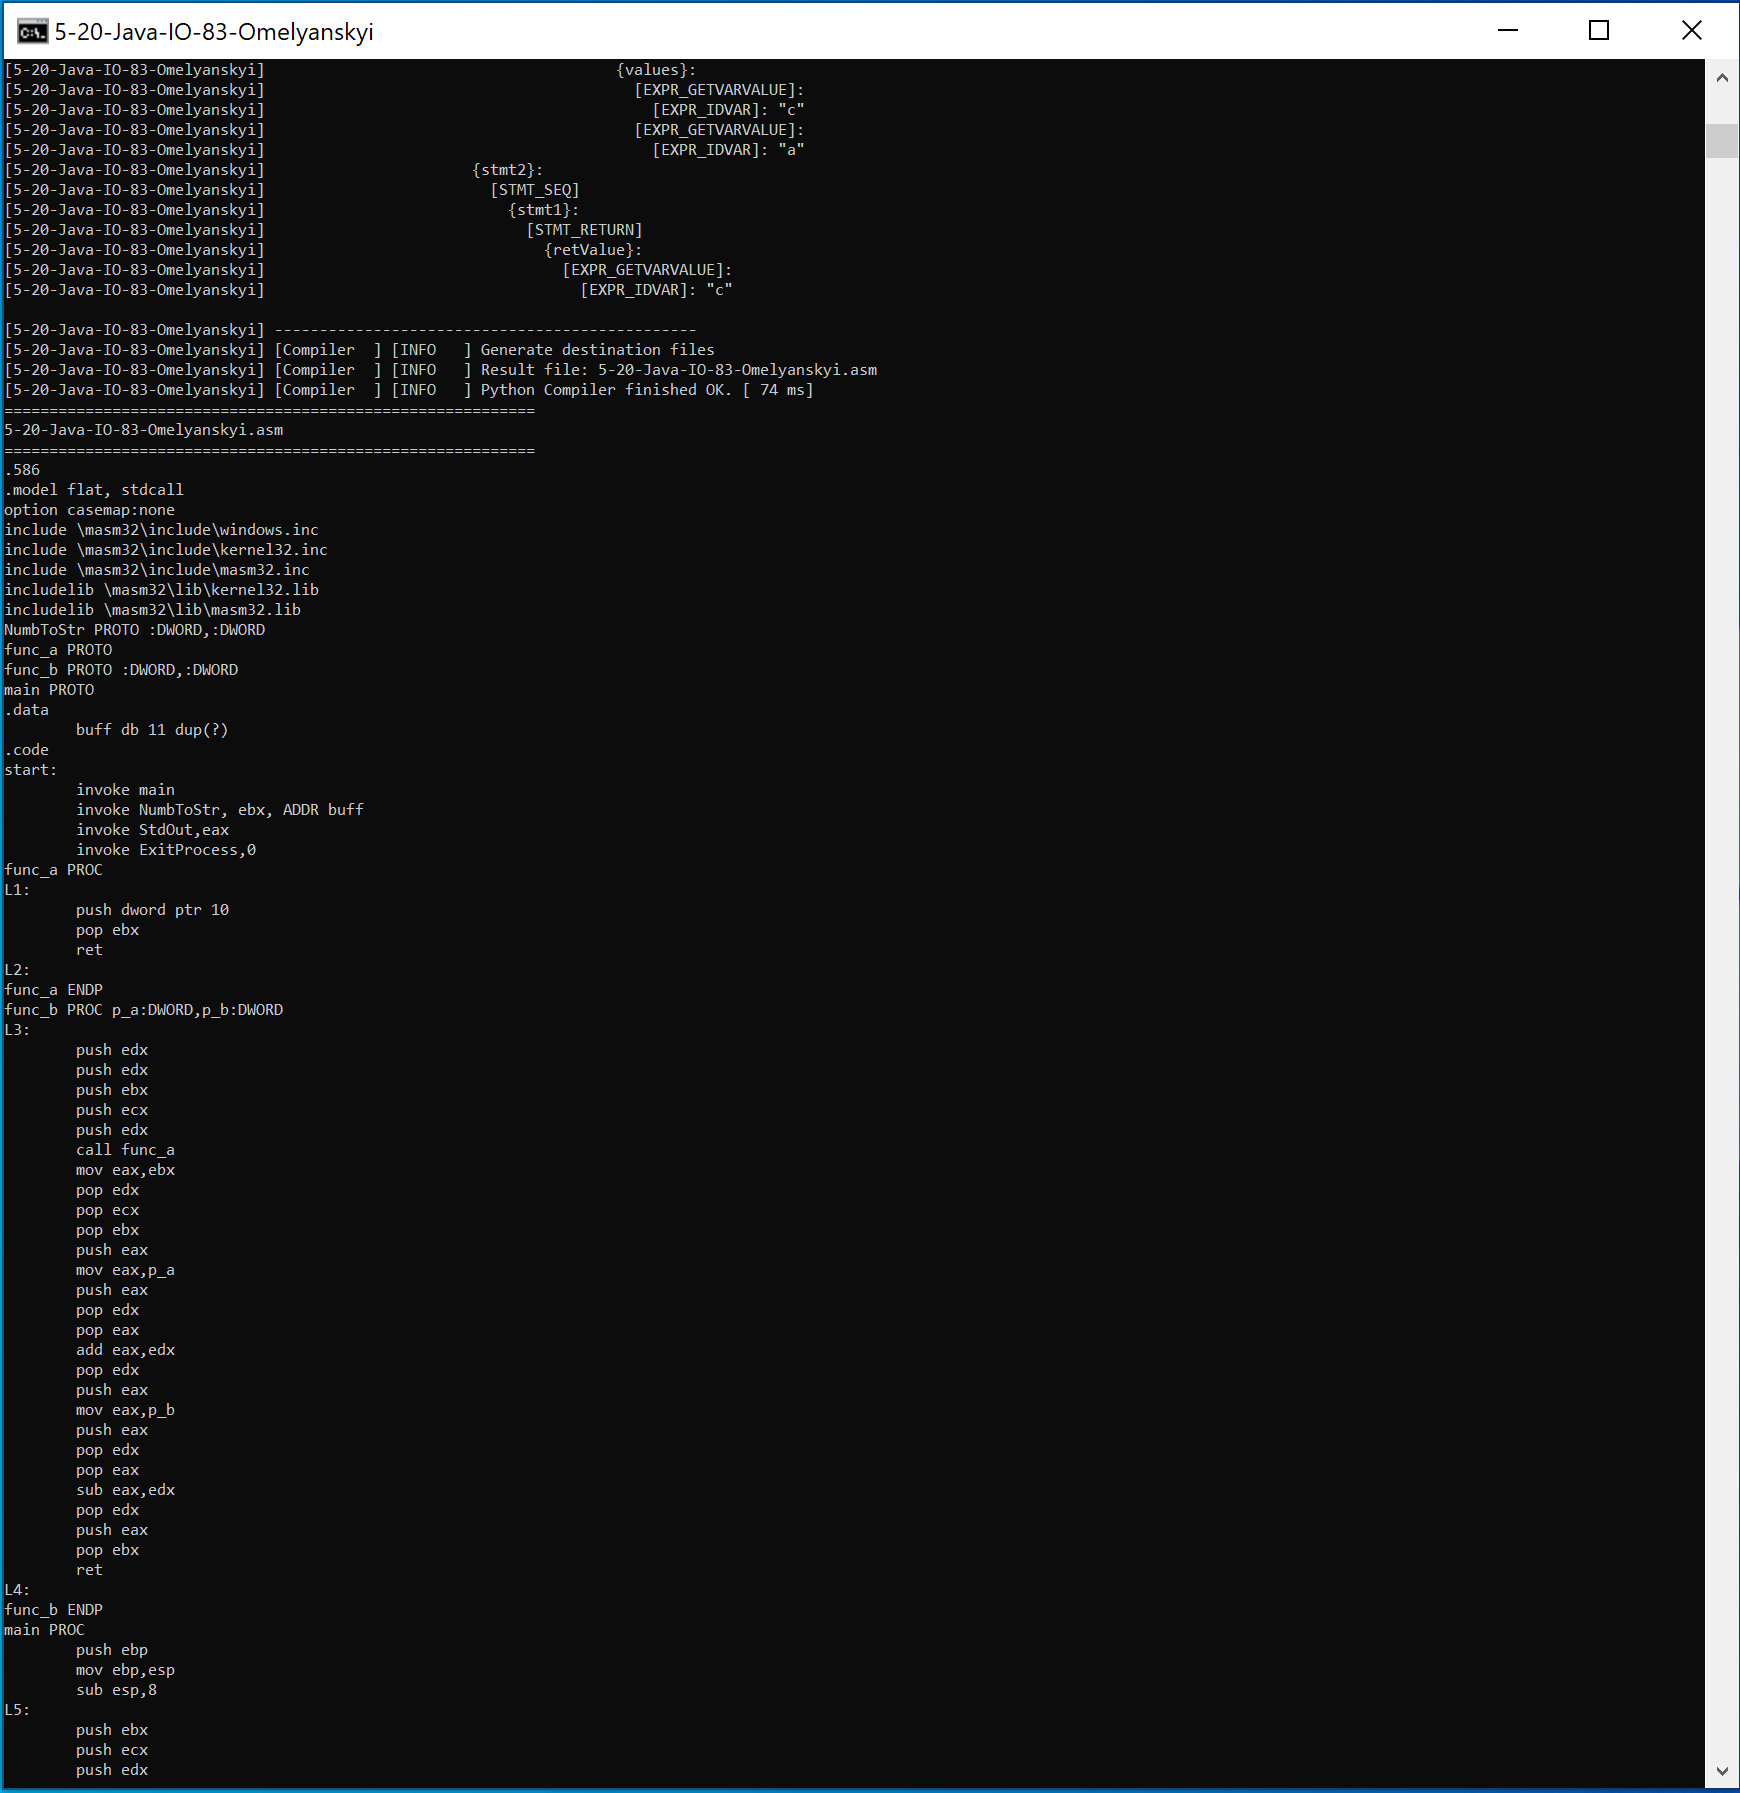 5-20-Java-IO-83-Omelyanskyi
[5-20-Java-IO-83-Omelyanskyi]                                       {values}:
[5-20-Java-IO-83-Omelyanskyi]                                         [EXPR_GETVARVALUE]:
[5-20-Java-IO-83-Omelyanskyi]                                           [EXPR_IDVAR]: "c"
[5-20-Java-IO-83-Omelyanskyi]                                         [EXPR_GETVARVALUE]:
[5-20-Java-IO-83-Omelyanskyi]                                           [EXPR_IDVAR]: "a"
[5-20-Java-IO-83-Omelyanskyi]                       {stmt2}:
[5-20-Java-IO-83-Omelyanskyi]                         [STMT_SEQ]
[5-20-Java-IO-83-Omelyanskyi]                           {stmt1}:
[5-20-Java-IO-83-Omelyanskyi]                             [STMT_RETURN]
[5-20-Java-IO-83-Omelyanskyi]                               {retValue}:
[5-20-Java-IO-83-Omelyanskyi]                                 [EXPR_GETVARVALUE]:
[5-20-Java-IO-83-Omelyanskyi]                                   [EXPR_IDVAR]: "c"

[5-20-Java-IO-83-Omelyanskyi] -----------------------------------------------
[5-20-Java-IO-83-Omelyanskyi] [Compiler  ] [INFO   ] Generate destination files
[5-20-Java-IO-83-Omelyanskyi] [Compiler  ] [INFO   ] Result file: 5-20-Java-IO-83-Omelyanskyi.asm
[5-20-Java-IO-83-Omelyanskyi] [Compiler  ] [INFO   ] Python Compiler finished OK. [ 74 ms]
===========================================================
5-20-Java-IO-83-Omelyanskyi.asm
===========================================================
.586
.model flat, stdcall
option casemap:none
include \masm32\include\windows.inc
include \masm32\include\kernel32.inc
include \masm32\include\masm32.inc
includelib \masm32\lib\kernel32.lib
includelib \masm32\lib\masm32.lib
NumbToStr PROTO :DWORD,:DWORD
func_a PROTO
func_b PROTO :DWORD,:DWORD
main PROTO
.data
        buff db 11 dup(?)
.code
start:
        invoke main
        invoke NumbToStr, ebx, ADDR buff
        invoke StdOut,eax
        invoke ExitProcess,0
func_a PROC
L1:
        push dword ptr 10
        pop ebx
        ret
L2:
func_a ENDP
func_b PROC p_a:DWORD,p_b:DWORD
L3:
        push edx
        push edx
        push ebx
        push ecx
        push edx
        call func_a
        mov eax,ebx
        pop edx
        pop ecx
        pop ebx
        push eax
        mov eax,p_a
        push eax
        pop edx
        pop eax
        add eax,edx
        pop edx
        push eax
        mov eax,p_b
        push eax
        pop edx
        pop eax
        sub eax,edx
        pop edx
        push eax
        pop ebx
        ret
L4:
func_b ENDP
main PROC
        push ebp
        mov ebp,esp
        sub esp,8
L5:
        push ebx
        push ecx
        push edx